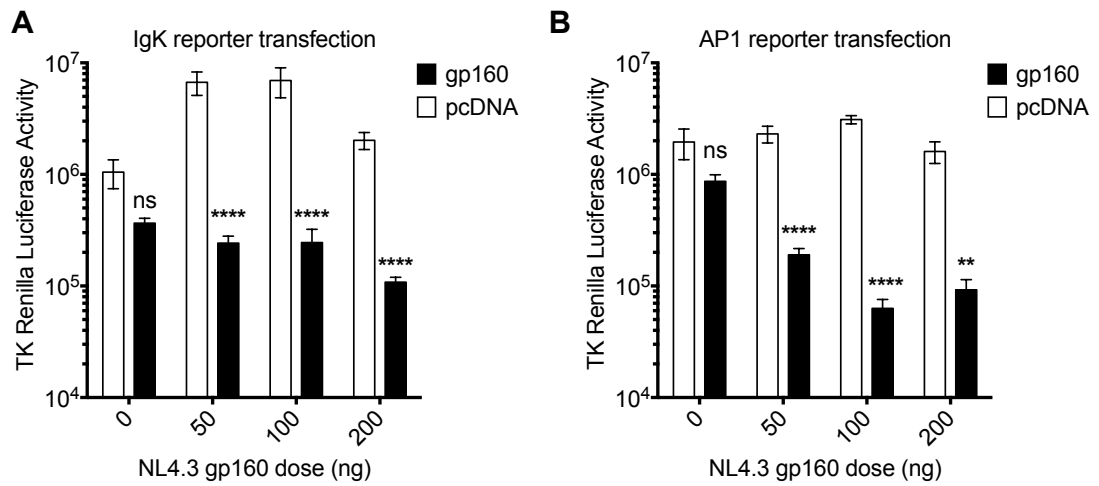 A
IgK reporter transfection
TK Renilla Luciferase Activity
10^7
10^6
10^5
10^4
ns
****
****
****
0
50
100
200
NL4.3 gp160 dose (ng)
gp160
pcDNA
B
AP1 reporter transfection
TK Renilla Luciferase Activity
10^7
10^6
10^5
10^4
ns
****
****
**
0
50
100
200
NL4.3 gp160 dose (ng)
gp160
pcDNA